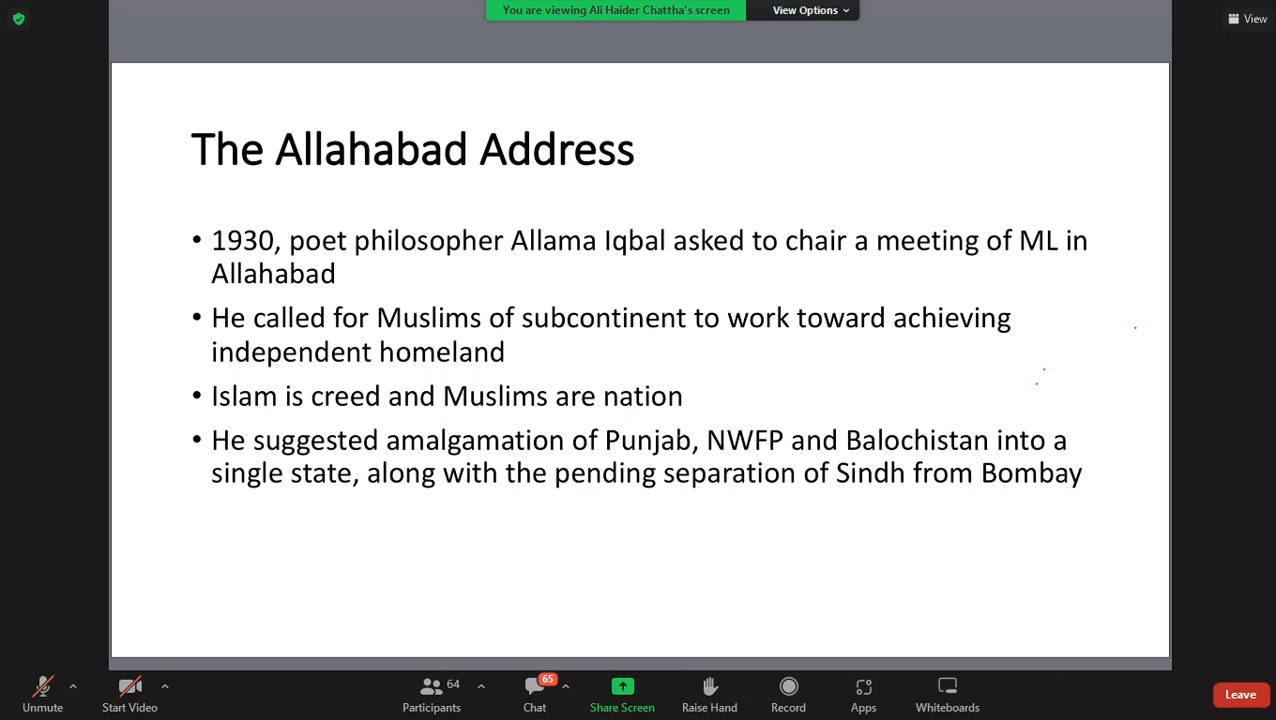 You are viewing Ali Haider Chattha's screen
View Options
View
The Allahabad Address
• 1930, poet philosopher Allama Iqbal asked to chair a meeting of ML in
Allahabad
• He called for Muslims of subcontinent to work toward achieving
independent homeland
• Islam is creed and Muslims are nation
• He suggested amalgamation of Punjab, NWFP and Balochistan into a
single state, along with the pending separation of Sindh from Bombay
Unmute
Start Video
64
Participants
65
Chat
Share Screen
Raise Hand
Record
Apps
Whiteboards
Leave